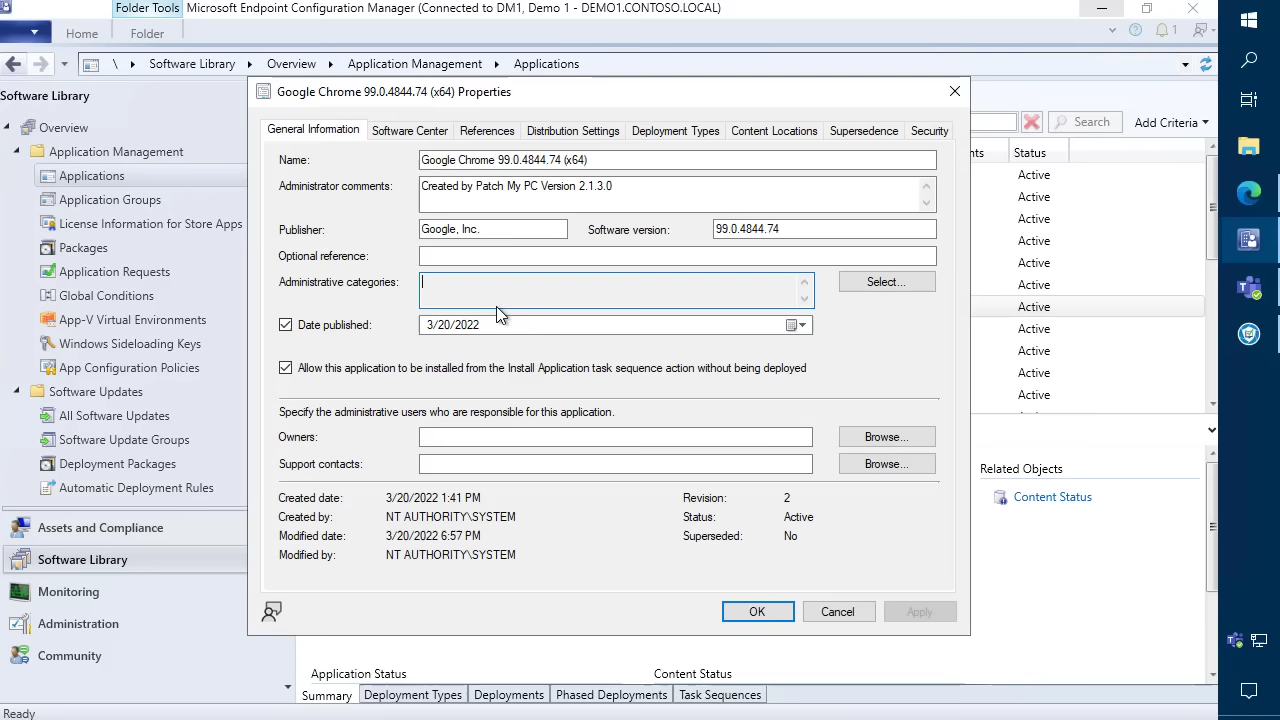 Folder Tools
Microsoft Endpoint Configuration Manager (Connected to DM1, Demo 1 - DEMO1.CONTOSO.LOCAL)
Home
Folder
1
\
Software Library
Overview
Application Management
Applications
Software Library
Overview
Application Management
Applications
Application Groups
License Information for Store Apps
Packages
Application Requests
Global Conditions
App-V Virtual Environments
Windows Sideloading Keys
App Configuration Policies
Software Updates
All Software Updates
Software Update Groups
Deployment Packages
Automatic Deployment Rules
Assets and Compliance
Software Library
Monitoring
Administration
Community
Ready
Google Chrome 99.0.4844.74 (x64) Properties
General Information
Software Center
References
Distribution Settings
Deployment Types
Content Locations
Supersedence
Security
Name:
Google Chrome 99.0.4844.74 (x64)
Administrator comments:
Created by Patch My PC Version 2.1.3.0
Publisher:
Google, Inc.
Software version:
99.0.4844.74
Optional reference:
Administrative categories:
Select...
Date published:
3/20/2022
Allow this application to be installed from the Install Application task sequence action without being deployed
Specify the administrative users who are responsible for this application.
Owners:
Browse...
Support contacts:
Browse...
Created date:
3/20/2022 1:41 PM
Revision:
2
Created by:
NT AUTHORITY\SYSTEM
Status:
Active
Modified date:
3/20/2022 6:57 PM
Superseded:
No
Modified by:
NT AUTHORITY\SYSTEM
OK
Cancel
Apply
Search
Add Criteria
nts
Status
Active
Active
Active
Active
Active
Active
Active
Active
Active
Active
Active
Related Objects
Content Status
Application Status
Content Status
Summary
Deployment Types
Deployments
Phased Deployments
Task Sequences